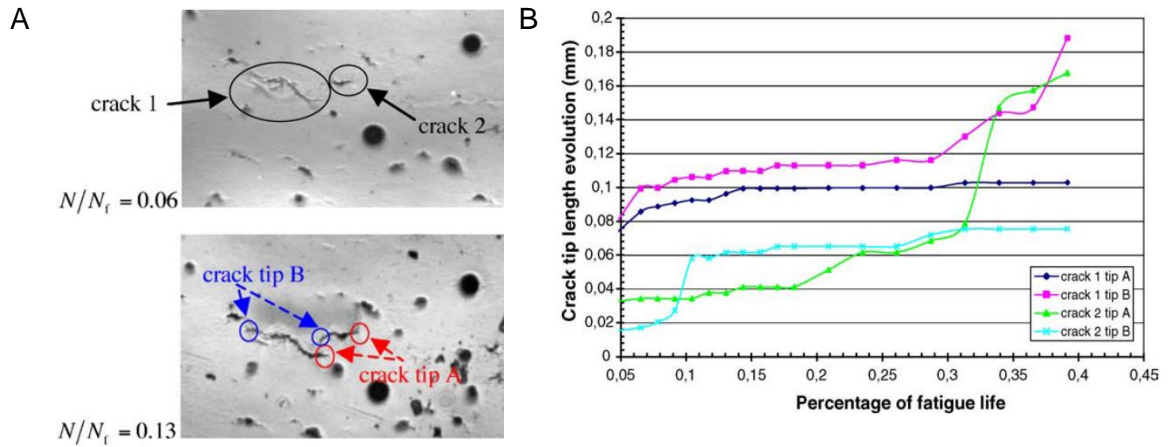 A
crack 1
crack 2
N/N_f = 0.06
crack tip B
crack tip A
N/N_f = 0.13
B
Crack tip length evolution (mm)
0,2
0,18
0,16
0,14
0,12
0,1
0,08
0,06
0,04
0,02
0
0,05 0,1 0,15 0,2 0,25 0,3 0,35 0,4 0,45
Percentage of fatigue life
crack 1 tip A
crack 1 tip B
crack 2 tip A
crack 2 tip B